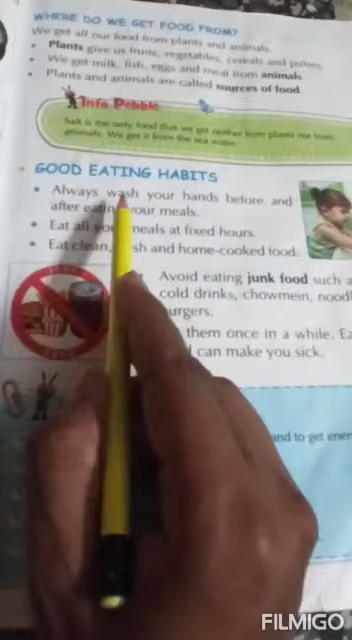 WHERE DO WE GET FOOD FROM?
We get all our food from plants and animals.
Plants give us fruits, vegetables, cereals and pulses.
We get milk, fish, eggs and meat from animals.
Plants and animals are called sources of food.
Info Pebble
Salt is the only food that we get neither from plants nor from
animals. We get it from the sea water.
GOOD EATING HABITS
Always wash your hands before and
after eating your meals.
Eat all your meals at fixed hours.
Eat clean, sh and home-cooked food.
Avoid eating junk food such a
cold drinks, chowmein, nood
urgers.
them once in a while. Ea
can make you sick.
and to get ener
FILMIGO